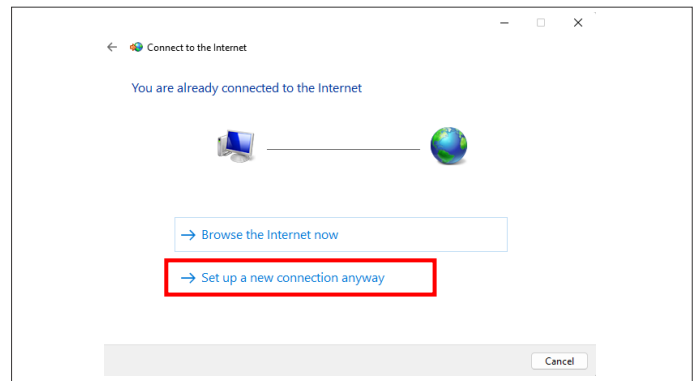 Connect to the Internet
You are already connected to the Internet
Browse the Internet now
Set up a new connection anyway
Cancel